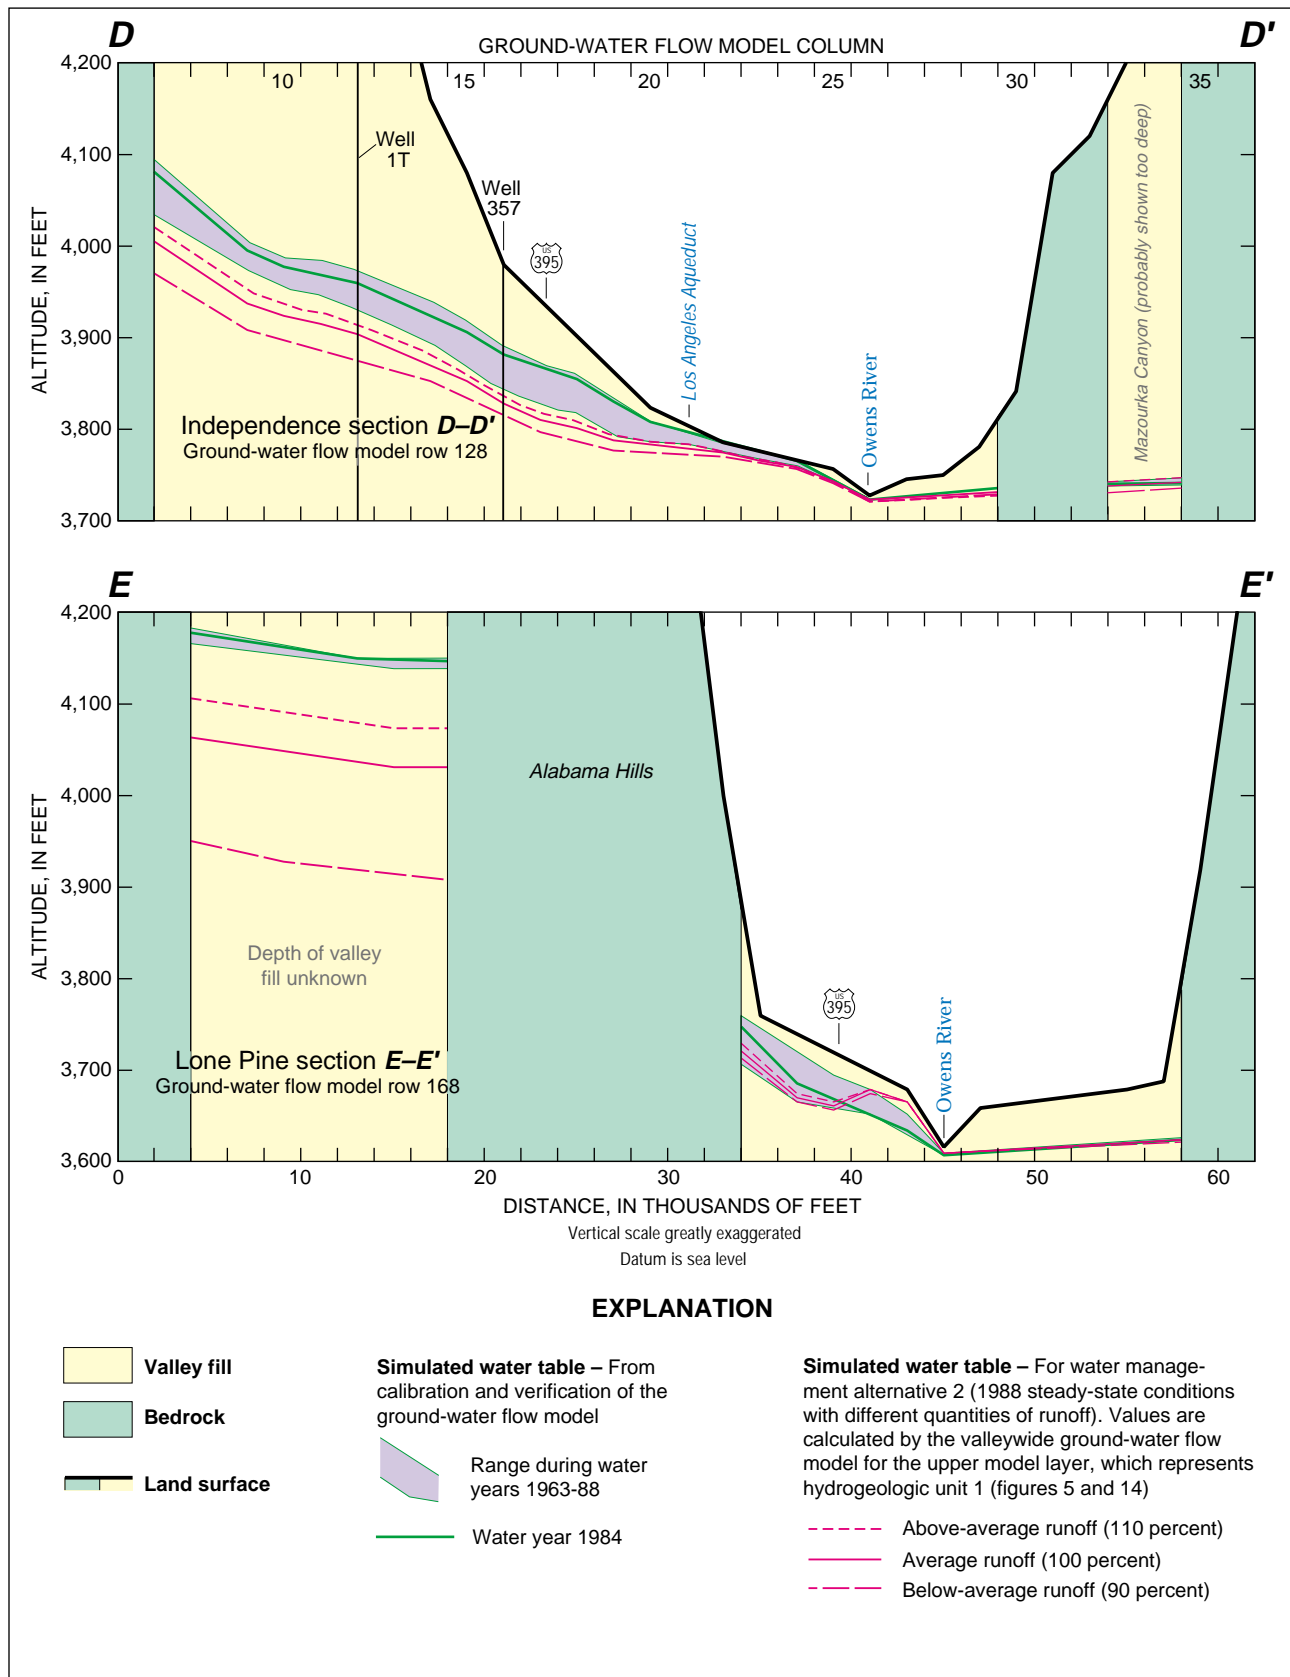 D
GROUND-WATER FLOW MODEL COLUMN
D'
4,200
10
15
20
25
30
35
4,100
4,000
3,900
3,800
3,700
ALTITUDE, IN FEET
Well
1T
Well
357
US
395
Los Angeles Aqueduct
Owens River
Mazourka Canyon (probably shown too deep)
Independence section D–D'
Ground-water flow model row 128
E
E'
4,200
4,100
4,000
3,900
3,800
3,700
3,600
ALTITUDE, IN FEET
Alabama Hills
Depth of valley
fill unknown
US
395
Owens River
Lone Pine section E–E'
Ground-water flow model row 168
0
10
20
30
40
50
60
DISTANCE, IN THOUSANDS OF FEET
Vertical scale greatly exaggerated
Datum is sea level
EXPLANATION
Valley fill
Bedrock
Land surface
Simulated water table – From
calibration and verification of the
ground-water flow model
Range during water
years 1963-88
Water year 1984
Simulated water table – For water manage-
ment alternative 2 (1988 steady-state conditions
with different quantities of runoff). Values are
calculated by the valleywide ground-water flow
model for the upper model layer, which represents
hydrogeologic unit 1 (figures 5 and 14)
Above-average runoff (110 percent)
Average runoff (100 percent)
Below-average runoff (90 percent)